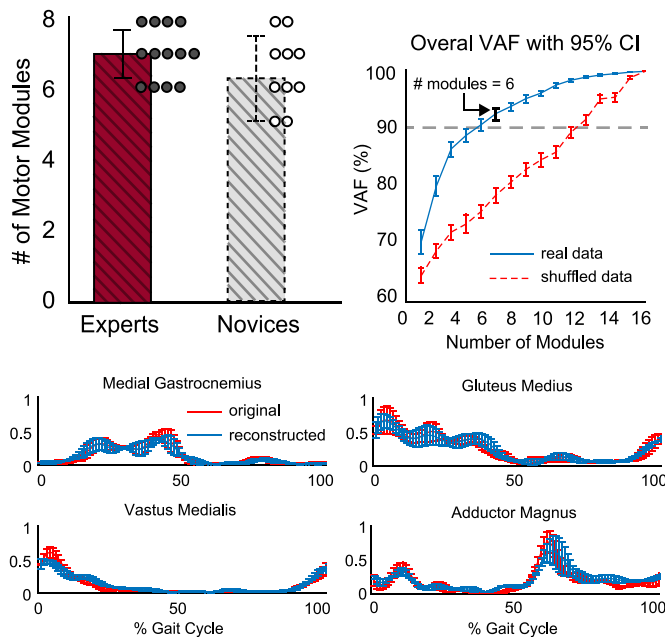 # of Motor Modules
8
6
4
2
0
Experts
Novices
Overal VAF with 95% CI
# modules = 6
VAF (%)
100
90
80
70
60
real data
shuffled data
0 2 4 6 8 10 12 14 16
Number of Modules
Medial Gastrocnemius
1
0.5
0
original
reconstructed
0 50 100
Gluteus Medius
1
0.5
0
0 50 100
Vastus Medialis
1
0.5
0
0 50 100
% Gait Cycle
Adductor Magnus
1
0.5
0
0 50 100
% Gait Cycle